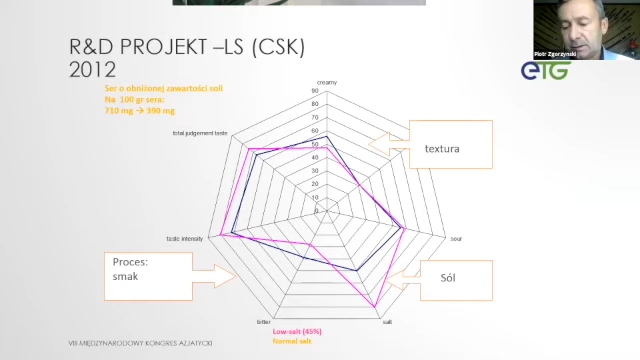 R&D PROJEKT –LS (CSK)
2012
Piotr Zgorzynski
eTG
Ser o obniżonej zawartości soli
Na 100 gr sera:
710 mg → 390 mg
creamy
90
80
70
60
50
40
30
20
10
0
total judgement taste
textura
sour
taste intensity
Proces:
smak
Sól
bitter
salt
Low-salt (45%)
Normal salt
VIII MIĘDZYNARODOWY KONGRES AZJATYCKI